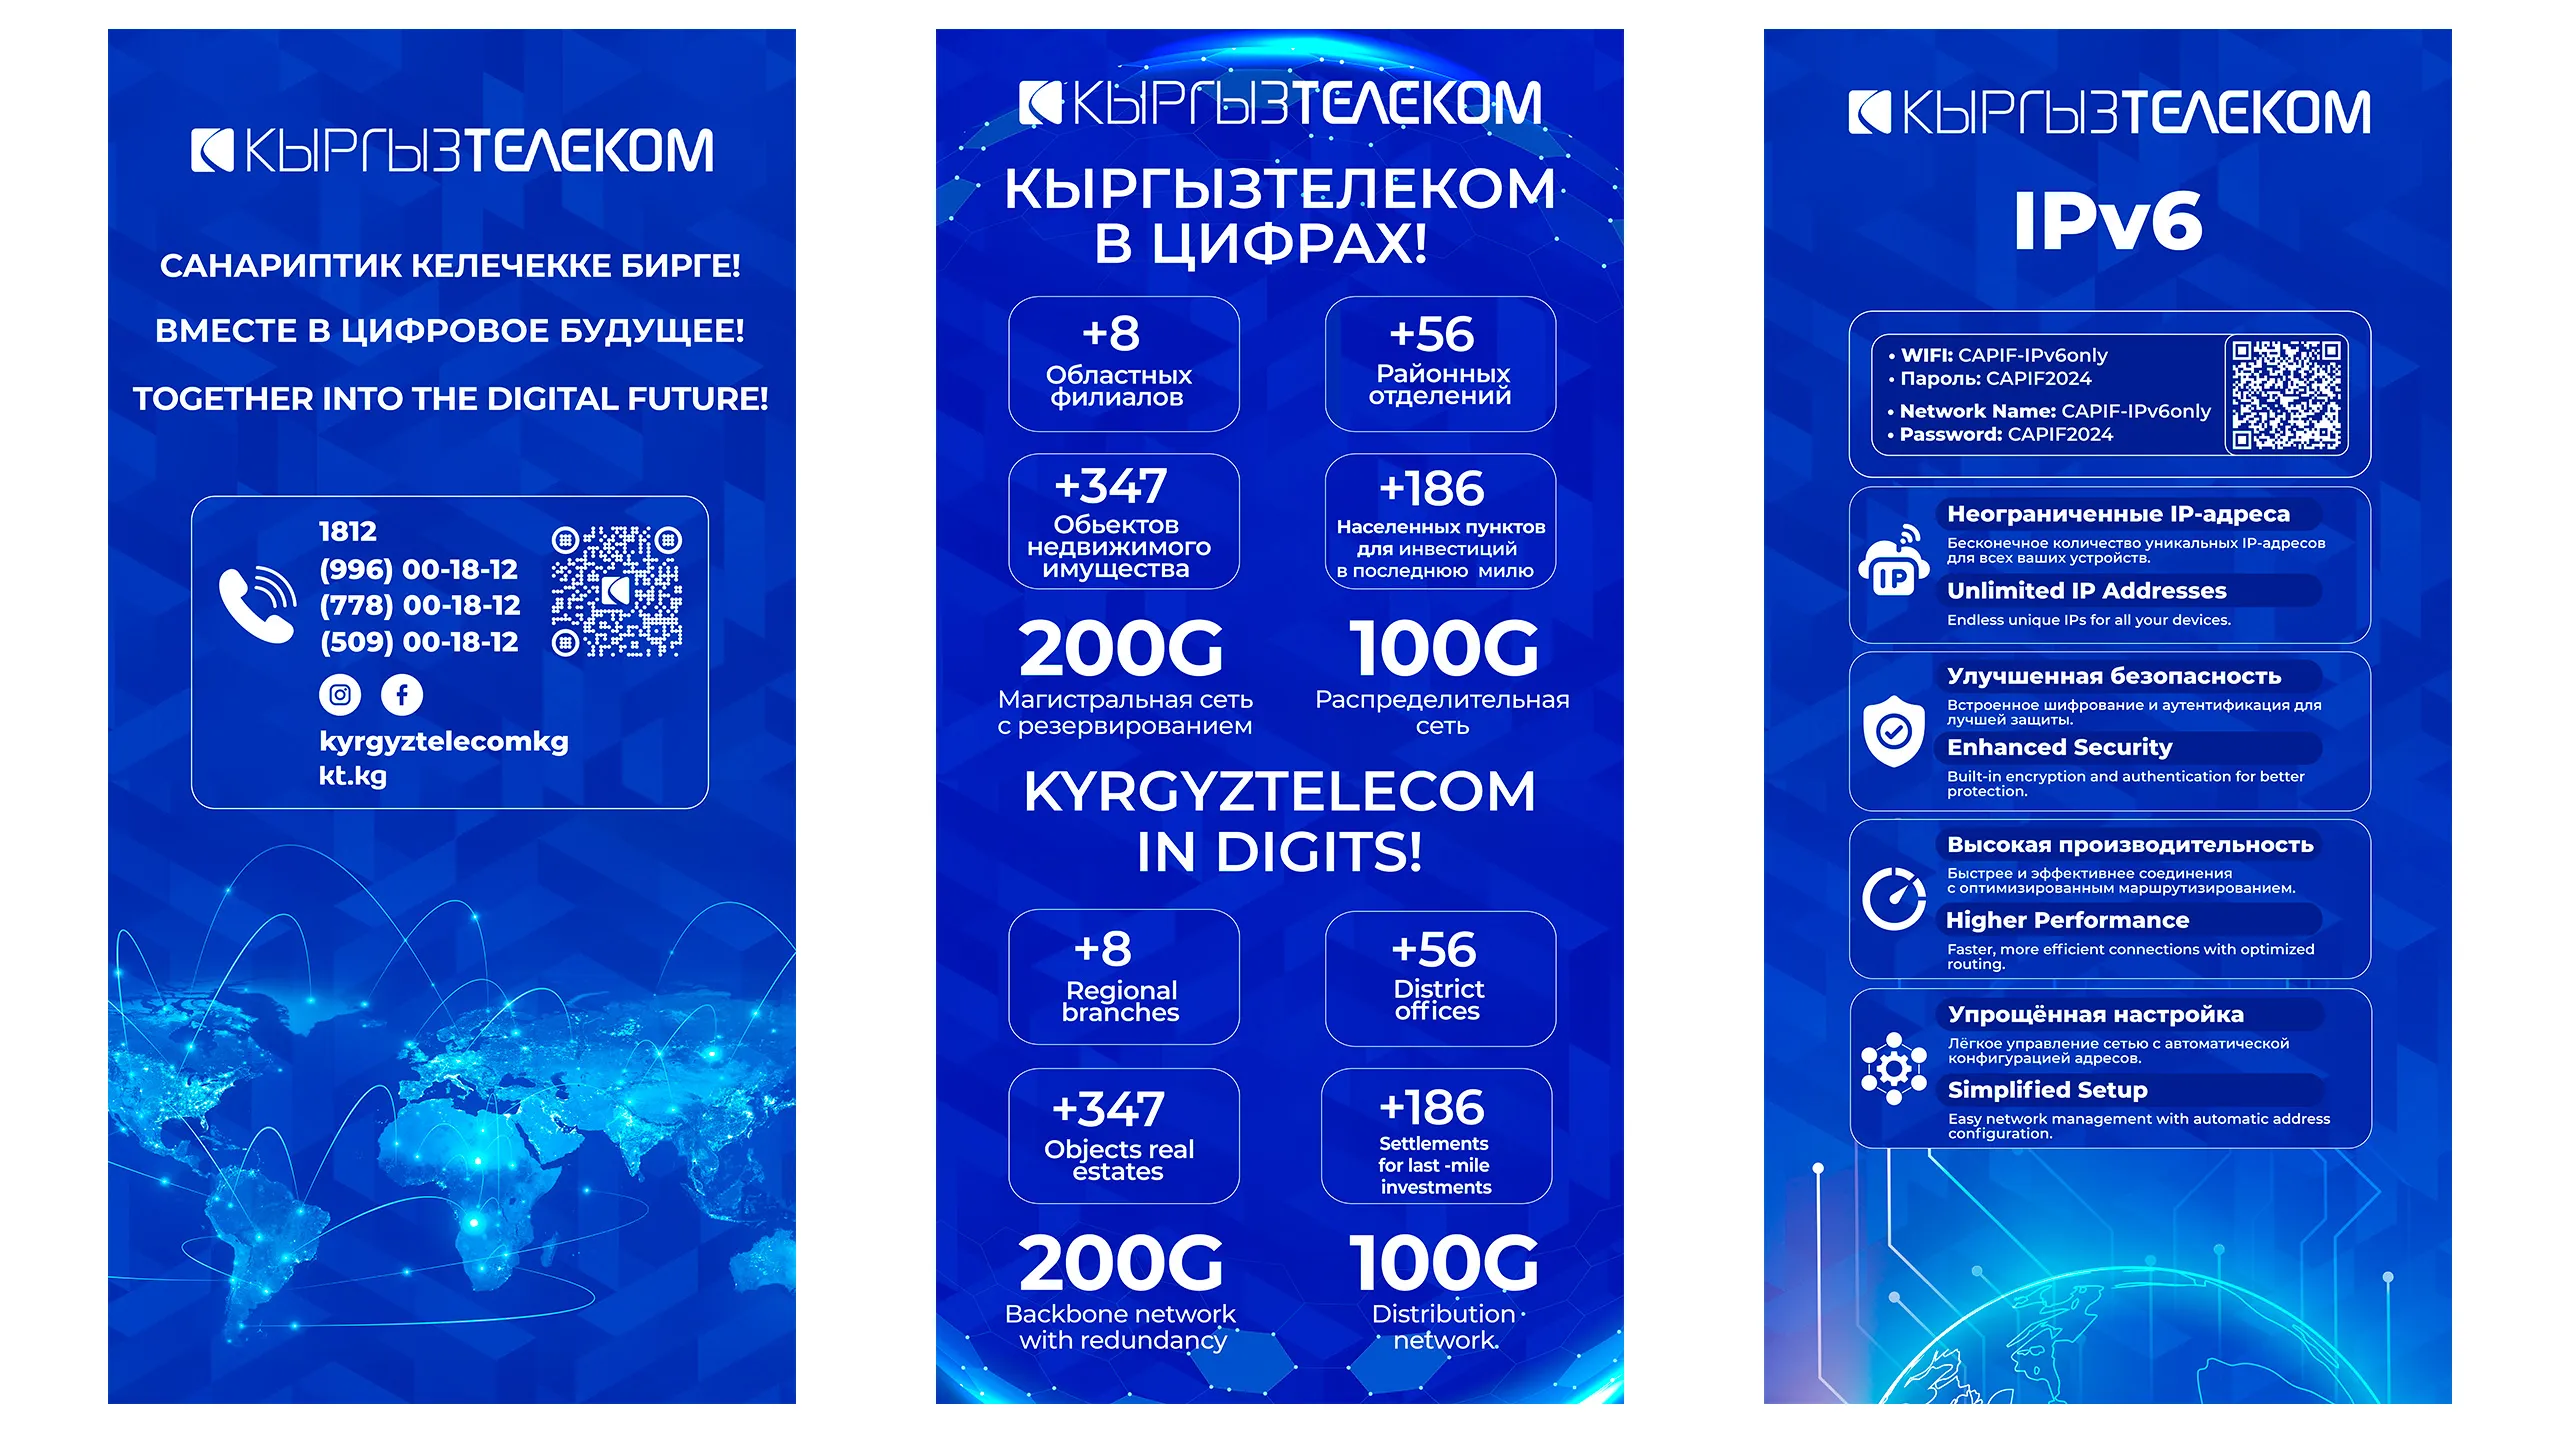 КЫРГЫЗТЕЛЕКОМ
САНАРИПТИК КЕЛЕЧЕККЕ БИРГЕ!
ВМЕСТЕ В ЦИФРОВОЕ БУДУЩЕЕ!
TOGETHER INTO THE DIGITAL FUTURE!
1812
(996) 00-18-12
(778) 00-18-12
(509) 00-18-12
kyrgyztelecomkg
kt.kg
КЫРГЫЗТЕЛЕКОМ
КЫРГЫЗТЕЛЕКОМ
В ЦИФРАХ!
+8
Областных
филиалов
+56
Районных
отделений
+347
Обьектов
недвижимого
имущества
+186
Населенных пунктов
для инвестиций
в последнюю милю
200G
Магистральная сеть
с резервированием
100G
Распределительная
сеть
KYRGYZTELECOM
IN DIGITS!
+8
Regional
branches
+56
District
offices
+347
Objects real
estates
+186
Settlements
for last -mile
investments
200G
Backbone network
with redundancy
100G
Distribution
network.
КЫРГЫЗТЕЛЕКОМ
IPv6
• WIFI: CAPIF-IPv6only
• Пароль: CAPIF2024
• Network Name: CAPIF-IPv6only
• Password: CAPIF2024
IP
Неограниченные IP-адреса
Бесконечное количество уникальных IP-адресов
для всех ваших устройств.
Unlimited IP Addresses
Endless unique IPs for all your devices.
Улучшенная безопасность
Встроенное шифрование и аутентификация для
лучшей защиты.
Enhanced Security
Built-in encryption and authentication for better
protection.
Высокая производительность
Быстрее и эффективнее соединения
с оптимизированным маршрутизированием.
Higher Performance
Faster, more efficient connections with optimized
routing.
Упрощённая настройка
Лёгкое управление сетью с автоматической
конфигурацией адресов.
Simplified Setup
Easy network management with automatic address
configuration.